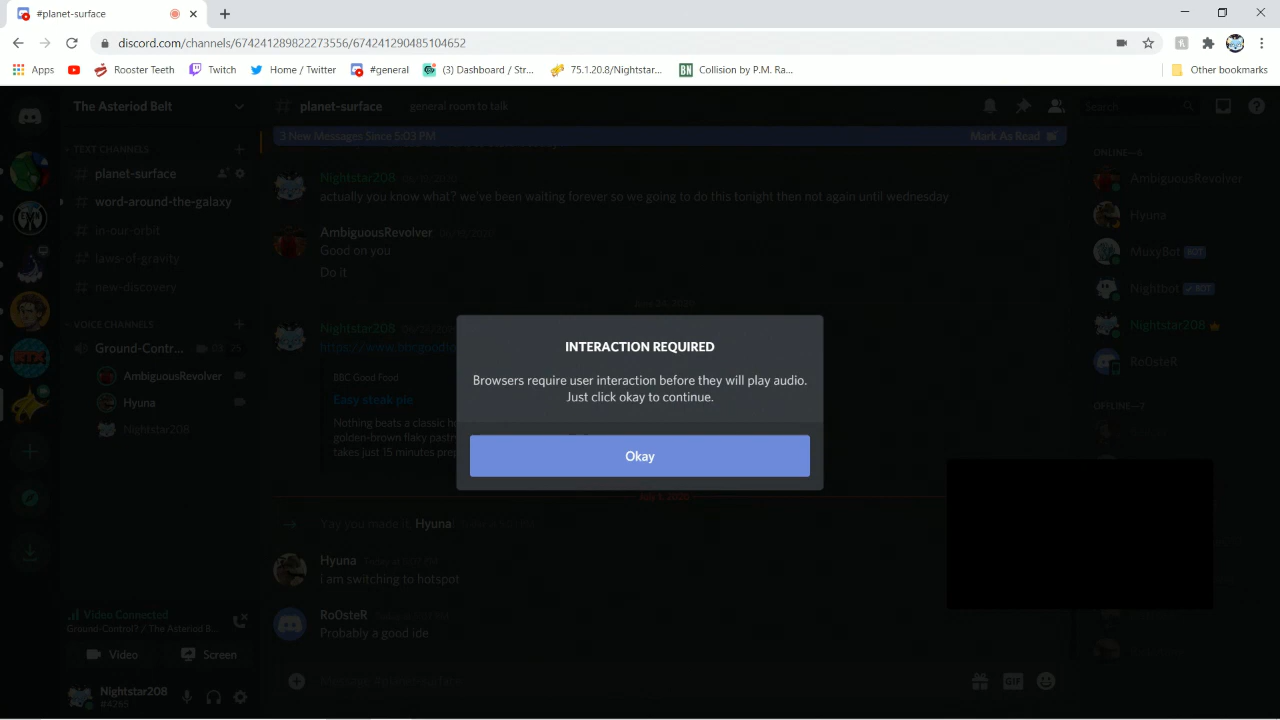 #planet-surface
discord.com/channels/674241289822273556/674241290485104652
Apps
Rooster Teeth
Twitch
Home / Twitter
#general
(3) Dashboard / Str...
75.1.20.8/Nightstar...
Collision by P.M. Ra...
Other bookmarks
The Asteriod Belt
planet-surface
general room to talk
Search
3 New Messages Since 5:03 PM
Mark As Read
TEXT CHANNELS
planet-surface
word-around-the-galaxy
in-our-orbit
laws-of-gravity
new-discovery
VOICE CHANNELS
Ground-Contr...
25
AmbiguousRevolver
Hyuna
Nightstar208
Nightstar208
actually you know what? we've been waiting forever so we going to do this tonight then not again until wednesday
AmbiguousRevolver
Good on you
Do it
Nightstar208
BBC Good Food
Easy steak pie
Nothing beats a classic
golden-brown flaky pastry
takes just 15 minutes
INTERACTION REQUIRED
Browsers require user interaction before they will play audio.
Just click okay to continue.
Okay
Yay you made it Hyuna
Hyuna
i am switching to hotspot
Ro0steR
Probably a good ide
GIF
Video Connected
Ground-Control? / The Asteriod B...
Video
Screen
Nightstar208
#4765
ONLINE—6
AmbiguousRevolver
Hyuna
MuxyBot BOT
Nightbot BOT
Nightstar208
Ro0steR
OFFLINE—7